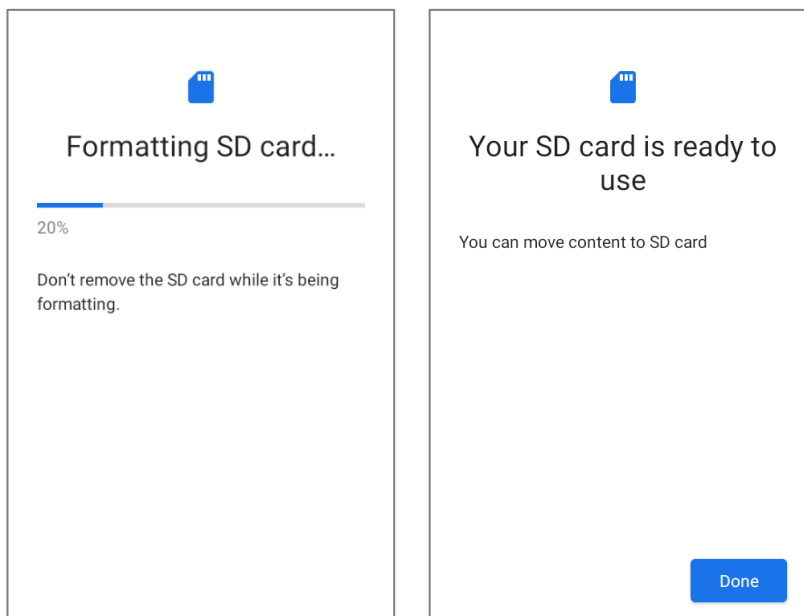 Formatting SD card...
20%
Don't remove the SD card while it's being
formatting.
Your SD card is ready to
use
You can move content to SD card
Done